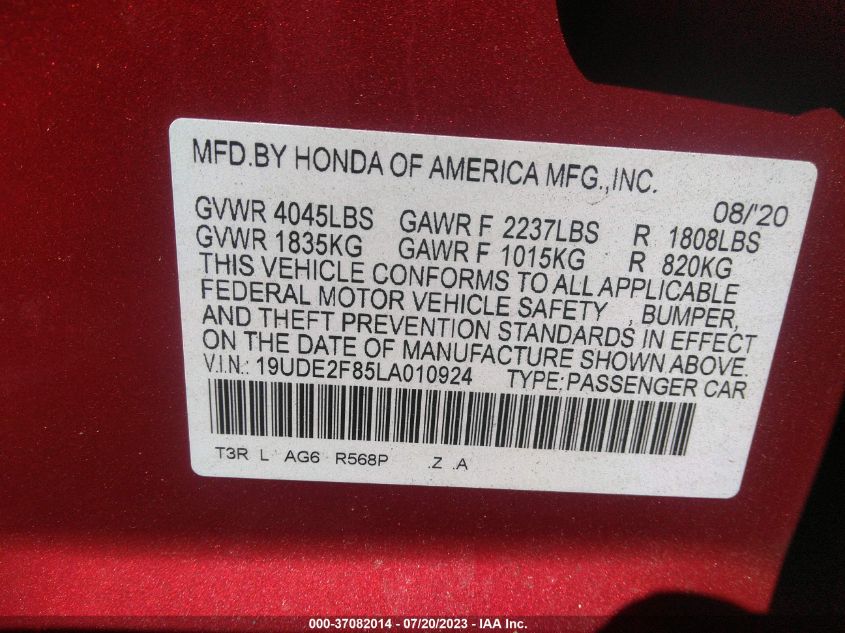 MFD.BY HONDA OF AMERICA MFG.,INC.
08/'20
GVWR 4045LBS GAWR F 2237LBS R 1808LBS
GVWR 1835KG GAWR F 1015KG R 820KG
THIS VEHICLE CONFORMS TO ALL APPLICABLE
FEDERAL MOTOR VEHICLE SAFETY , BUMPER,
AND THEFT PREVENTION STANDARDS IN EFFECT
ON THE DATE OF MANUFACTURE SHOWN ABOVE.
V.I.N.: 19UDE2F85LA010924 TYPE:PASSENGER CAR
T3R L AG6 R568P .Z .A
000-37082014 - 07/20/2023 - IAA Inc.